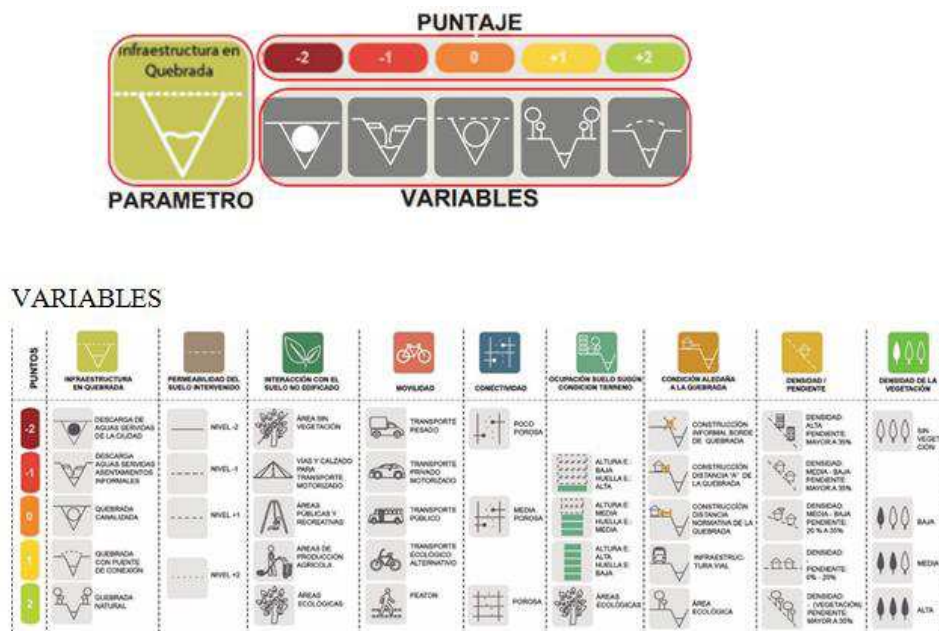 PUNTAJE
Infraestructura en
Quebrada
-2
-1
0
+1
+2
PARAMETRO
VARIABLES
VARIABLES
PUNTOS
INFRAESTRUCTURA
EN QUEBRADA
PERMEABILIDAD DEL
SUELO INTERVENIDO
INTERACCIÓN CON EL
SUELO NO EDIFICADO
MOVILIDAD
CONECTIVIDAD
OCUPACIÓN SUELO SEGÚN
CONDICION TERRENO
CONDICIÓN ALEDAÑA
A LA QUEBRADA
DENSIDAD /
PENDIENTE
DENSIDAD DE LA
VEGETACIÓN
-2
DESCARGA DE
AGUAS SERVIDAS
DE LA CIUDAD
NIVEL -2
ÁREA SIN
VEGETACIÓN
TRANSPORTE
PESADO
POCO
POROSA
CONSTRUCCIÓN
INFORMAL BORDE
DE QUEBRADA
DENSIDAD:
ALTA
PENDIENTE:
MAYOR A 35%
SIN
VEGET
CIÓN
-1
DESCARGA
AGUAS SERVIDAS
ASENTAMIENTOS
INFORMALES
NIVEL -1
VÍAS Y CALZADO
PARA
TRANSPORTE
MOTORIZADO
TRANSPORTE
PRIVADO
MOTORIZADO
ALTURA E.:
BAJA
HUELLA E.:
ALTA
CONSTRUCCIÓN
DISTANCIA "A" DE
LA QUEBRADA
DENSIDAD:
MEDIA - BAJA
PENDIENTE:
MAYOR A 35%
0
QUEBRADA
CANALIZADA
NIVEL +1
ÁREAS
PÚBLICAS Y
RECREATIVAS
TRANSPORTE
PÚBLICO
MEDIA
POROSA
ALTURA E.:
MEDIA
HUELLA E.:
MEDIA
CONSTRUCCIÓN
DISTANCIA
NORMATIVA DE LA
QUEBRADA
DENSIDAD:
MEDIA - BAJA
PENDIENTE:
20 % A 35%
BAJA
1
QUEBRADA
CON PUENTE
DE CONEXIÓN
NIVEL +2
AREAS DE
PRODUCCIÓN
AGRICOLA
TRANSPORTE
ECOLÓGICO
ALTERNATIVO
ALTURA E:
ALTA
HUELLA E:
BAJA
INFRAESTRUC-
TURA VIAL
DENSIDAD:
PENDIENTE:
0% - 20%
MEDIA
2
QUEBRADA
NATURAL
ÁREAS
ECOLÓGICAS
PEATON
POROSA
ÁREAS
ECOLÓGICAS
ÁREA
ECOLÓGICA
DENSIDAD:
- (VEGETACIÓN)
PENDIENTE:
MAYOR A 35%
ALTA